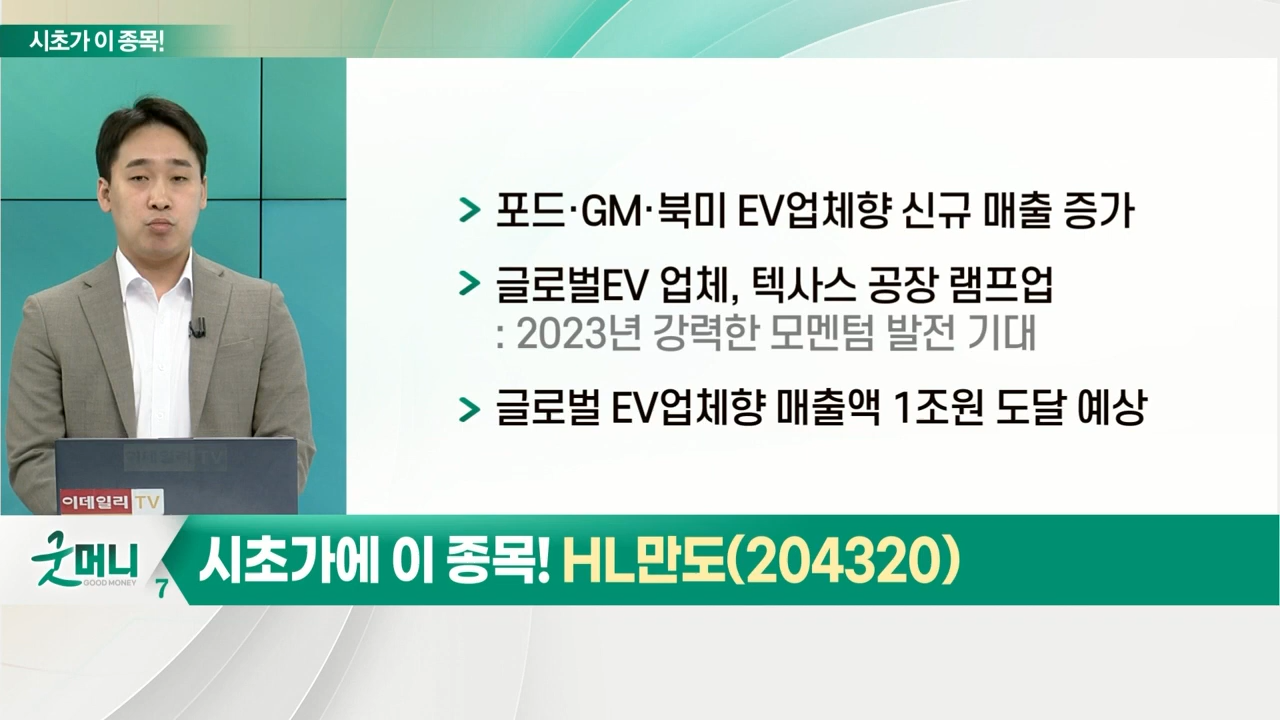 시초가 이 종목!
> 포드·GM·북미 EV업체향 신규 매출 증가
> 글로벌EV 업체, 텍사스 공장 램프업
: 2023년 강력한 모멘텀 발전 기대
> 글로벌 EV업체향 매출액 1조원 도달 예상
이데일리 TV
굿머니
GOOD MONEY
7
시초가에 이 종목! HL만도(204320)